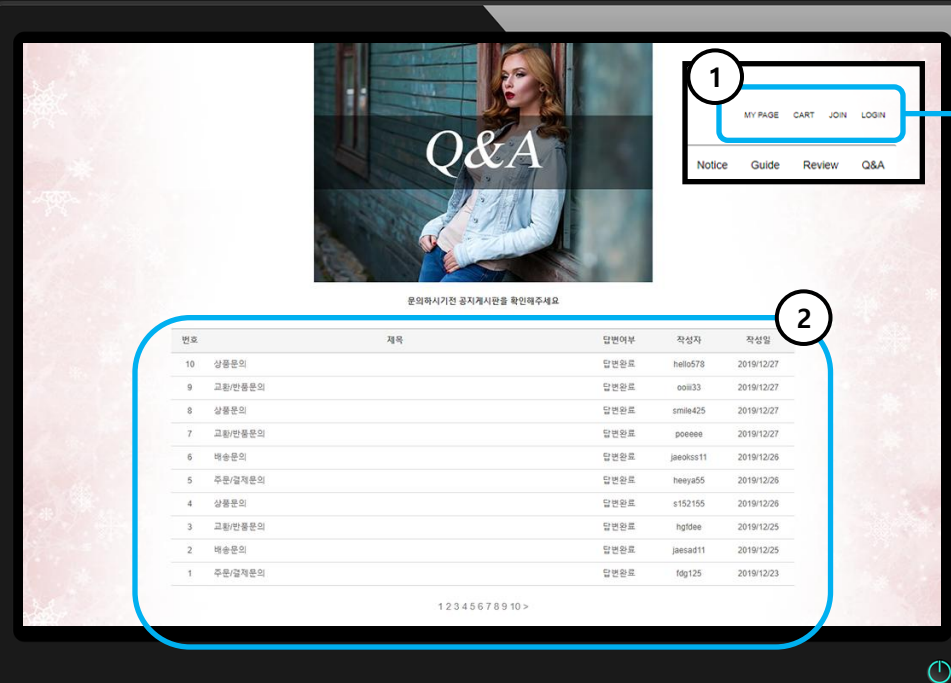 1
MY PAGE CART JOIN LOGIN
Notice Guide Review Q&A
Q&A
문의하시기전 공지게시판을 확인해주세요
2
번호 제목 답변여부 작성자 작성일
10 상품문의 답변완료 hello578 2019/12/27
9 교환/반품문의 답변완료 ooiii33 2019/12/27
8 상품문의 답변완료 smile425 2019/12/27
7 교환/반품문의 답변완료 poeeee 2019/12/27
6 배송문의 답변완료 jaeokss11 2019/12/26
5 주문/결제문의 답변완료 heeya55 2019/12/26
4 상품문의 답변완료 s152155 2019/12/26
3 교환/반품문의 답변완료 hgfdee 2019/12/25
2 배송문의 답변완료 jaesad11 2019/12/25
1 주문/결제문의 답변완료 fdg125 2019/12/23
1 2 3 4 5 6 7 8 9 10 >